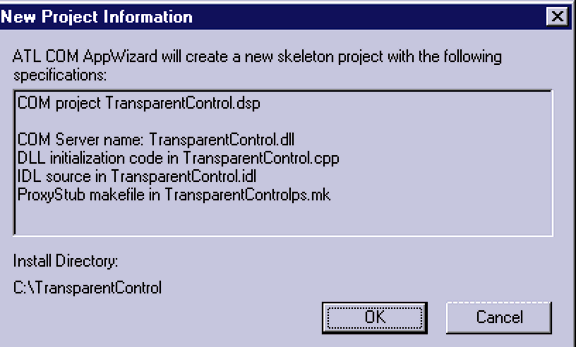 New Project Information
ATL COM AppWizard will create a new skeleton project with the following
specifications:
COM project TransparentControl.dsp
COM Server name: TransparentControl.dll
DLL initialization code in TransparentControl.cpp
IDL source in TransparentControl.idl
ProxyStub makefile in TransparentControlps.mk
Install Directory:
C:\TransparentControl
OK
Cancel